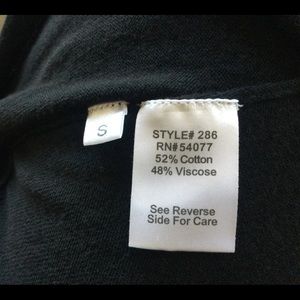 S
STYLE# 286
RN#54077
52% Cotton
48% Viscose
See Reverse
Side For Care